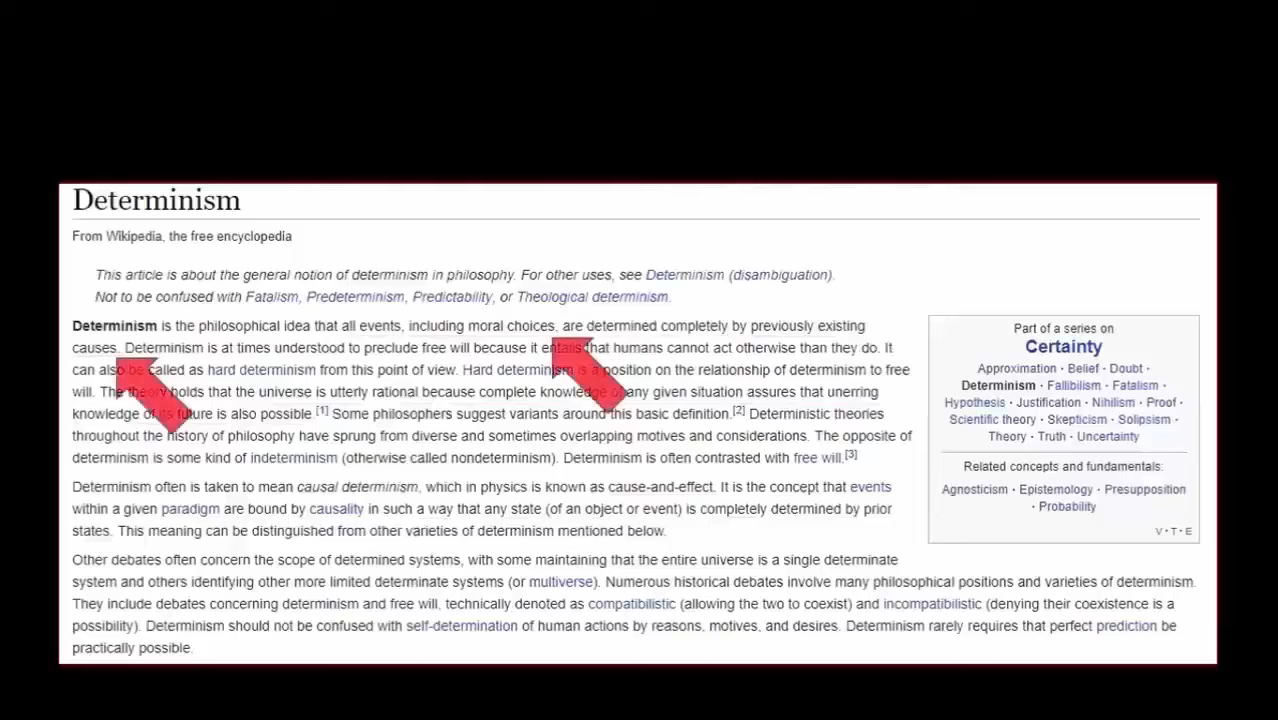 Determinism
From Wikipedia, the free encyclopedia
This article is about the general notion of determinism in philosophy. For other uses, see Determinism (disambiguation).
Not to be confused with Fatalism, Predeterminism, Predictability, or Theological determinism.
Determinism is the philosophical idea that all events, including moral choices, are determined completely by previously existing
causes. Determinism is at times understood to preclude free will because it entails that humans cannot act otherwise than they do. It
can also be called as hard determinism from this point of view. Hard determinism is a position on the relationship of determinism to free
will. The theory holds that the universe is utterly rational because complete knowledge of any given situation assures that unerring
knowledge of its future is also possible.[1] Some philosophers suggest variants around this basic definition.[2] Deterministic theories
throughout the history of philosophy have sprung from diverse and sometimes overlapping motives and considerations. The opposite of
determinism is some kind of indeterminism (otherwise called nondeterminism). Determinism is often contrasted with free will.[3]
Determinism often is taken to mean causal determinism, which in physics is known as cause-and-effect. It is the concept that events
within a given paradigm are bound by causality in such a way that any state (of an object or event) is completely determined by prior
states. This meaning can be distinguished from other varieties of determinism mentioned below.
Other debates often concern the scope of determined systems, with some maintaining that the entire universe is a single determinate
system and others identifying other more limited determinate systems (or multiverse). Numerous historical debates involve many philosophical positions and varieties of determinism.
They include debates concerning determinism and free will, technically denoted as compatibilistic (allowing the two to coexist) and incompatibilistic (denying their coexistence is a
possibility). Determinism should not be confused with self-determination of human actions by reasons, motives, and desires. Determinism rarely requires that perfect prediction be
practically possible.
Part of a series on
Certainty
Approximation · Belief · Doubt ·
Determinism · Fallibilism · Fatalism ·
Hypothesis · Justification · Nihilism · Proof ·
Scientific theory · Skepticism · Solipsism ·
Theory · Truth · Uncertainty
Related concepts and fundamentals:
Agnosticism · Epistemology · Presupposition
· Probability
V · T · E